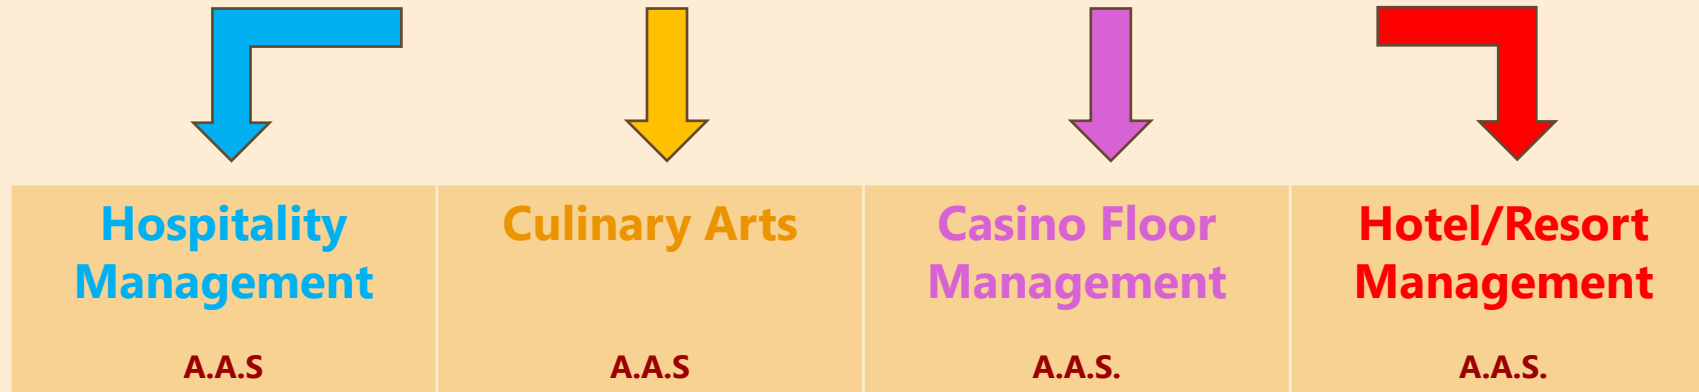 Hospitality
Management
A.A.S
Culinary Arts
A.A.S
Casino Floor
Management
A.A.S.
Hotel/Resort
Management
A.A.S.